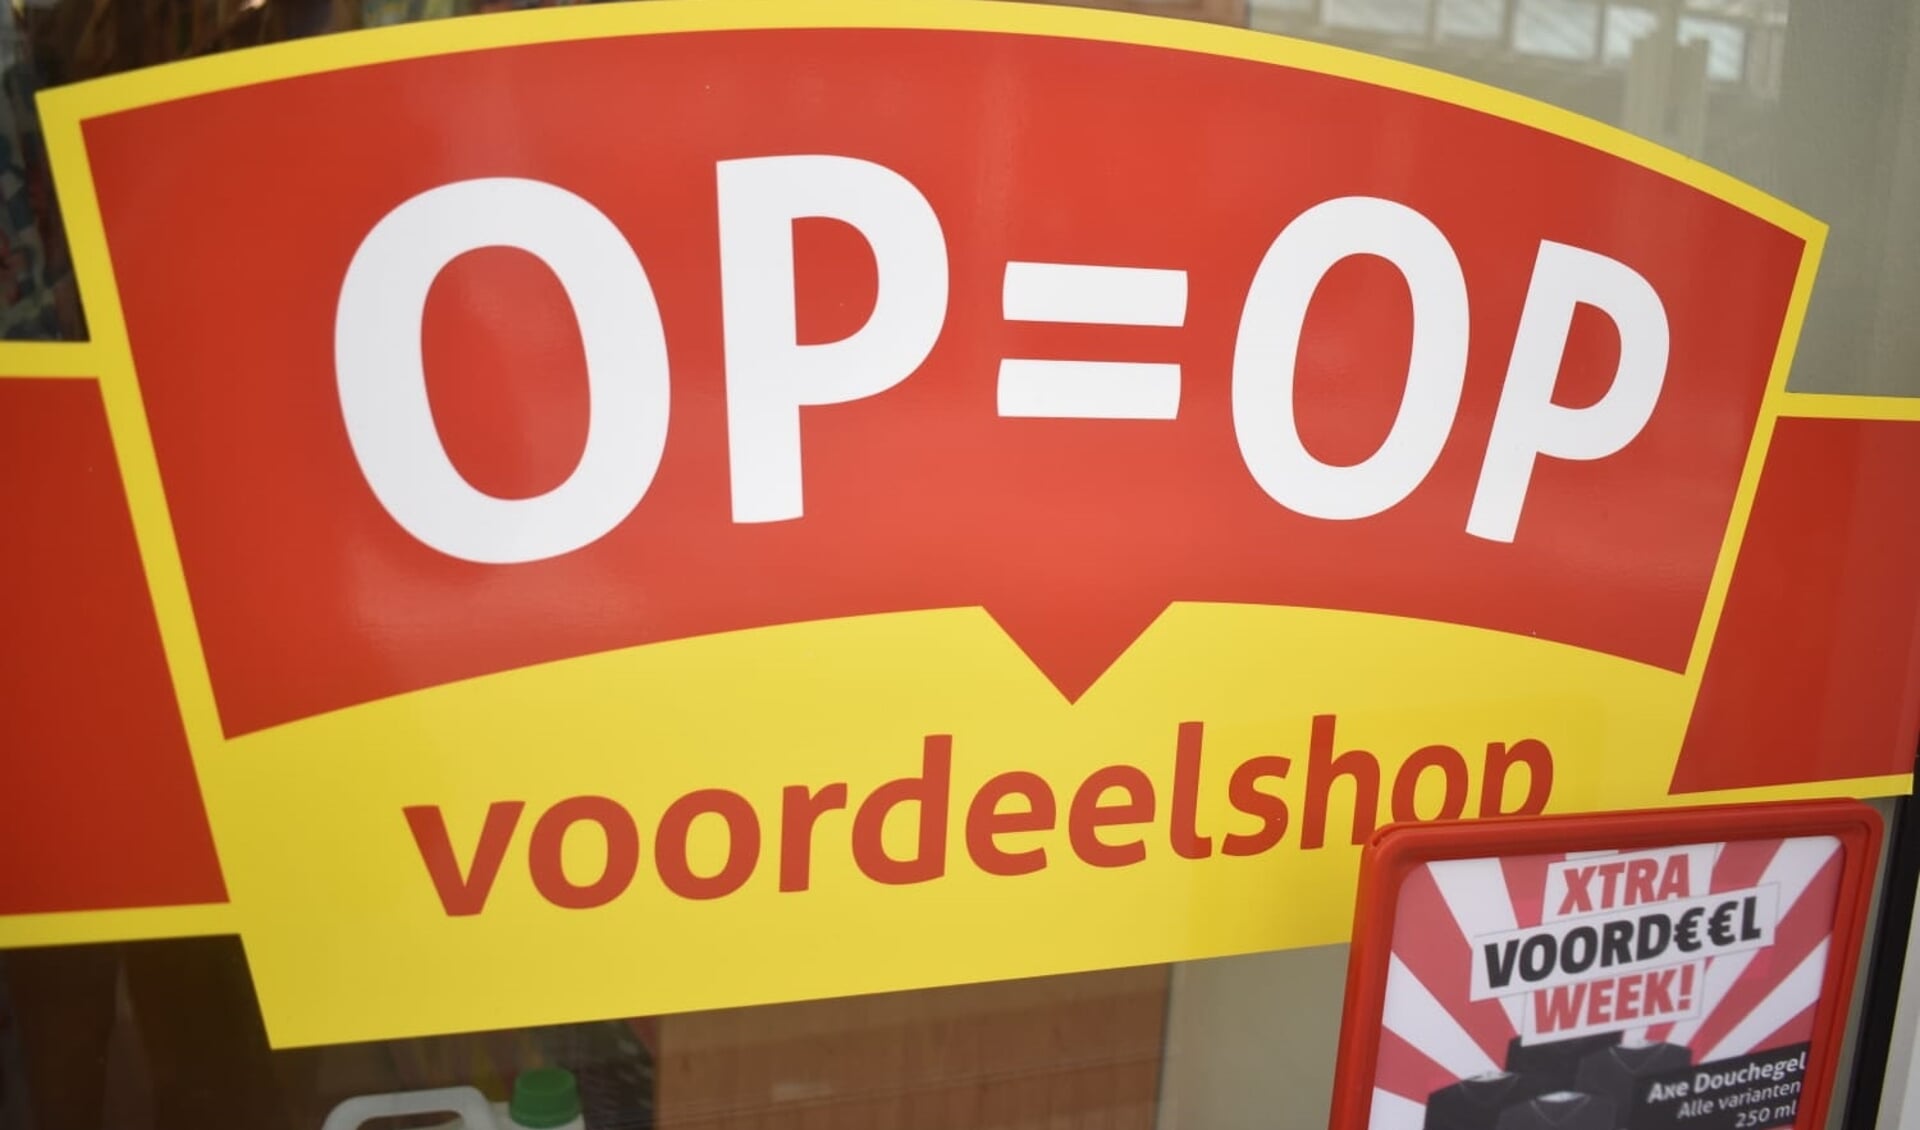 OP=OP
voordeelshop
XTRA
VOORD€€L
WEEK!
Axe Douchegel
Alle varianten
250 ml